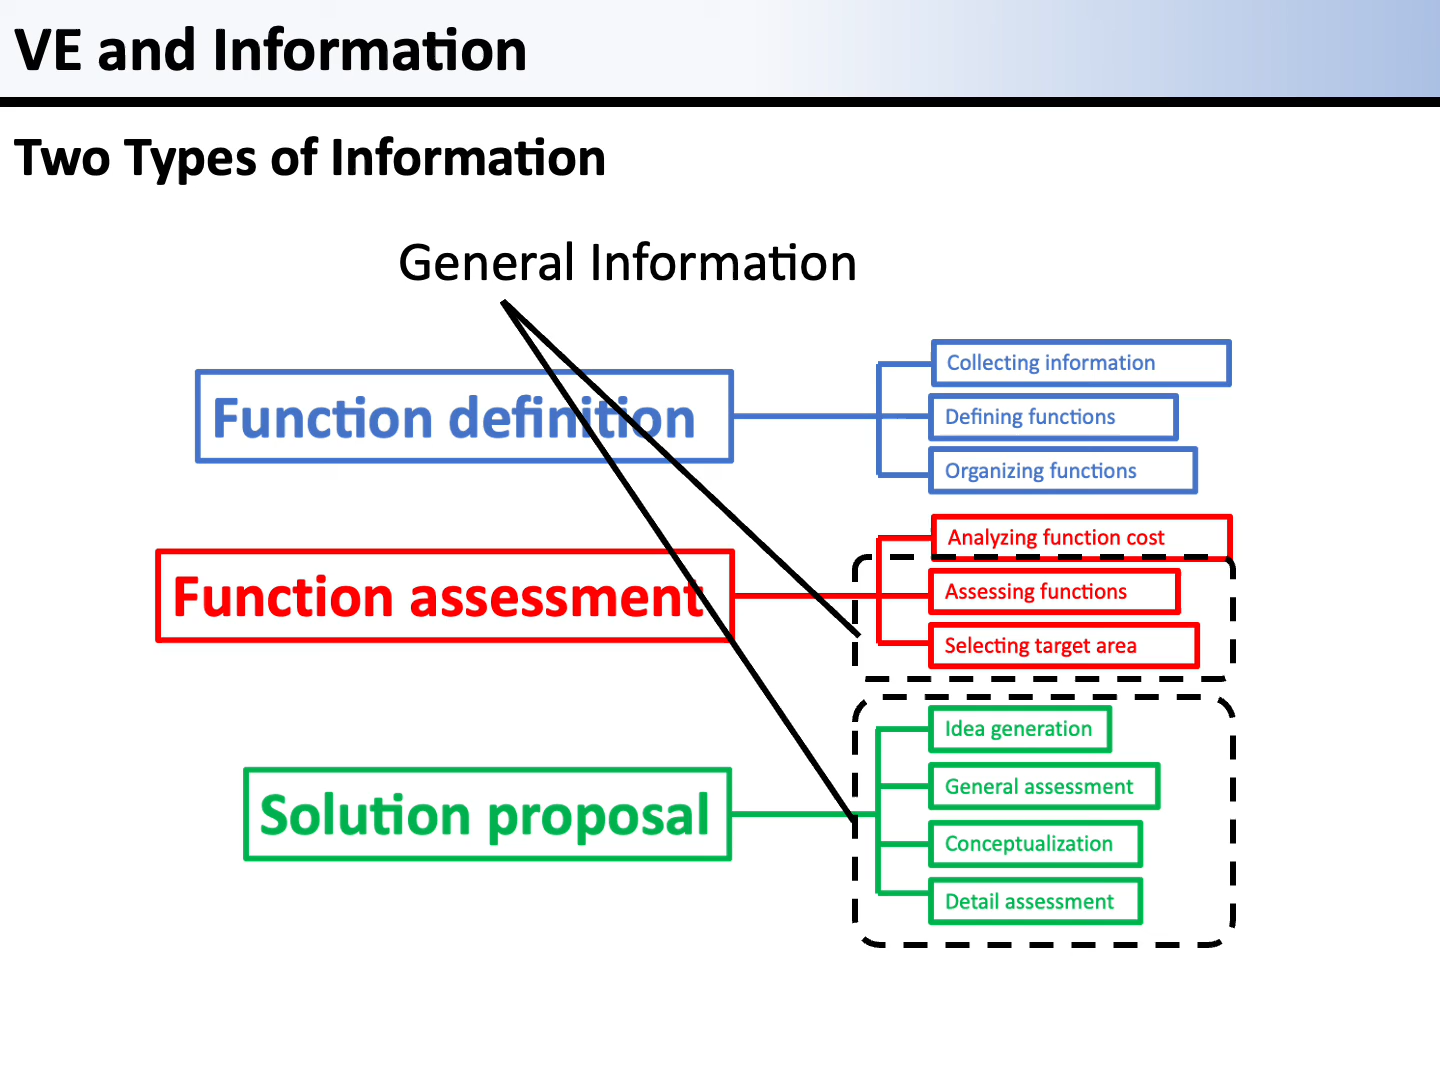 VE and Information
Two Types of Information
General Information
Function definition
Collecting information
Defining functions
Organizing functions
Function assessment
Analyzing function cost
Assessing functions
Selecting target area
Solution proposal
Idea generation
General assessment
Conceptualization
Detail assessment